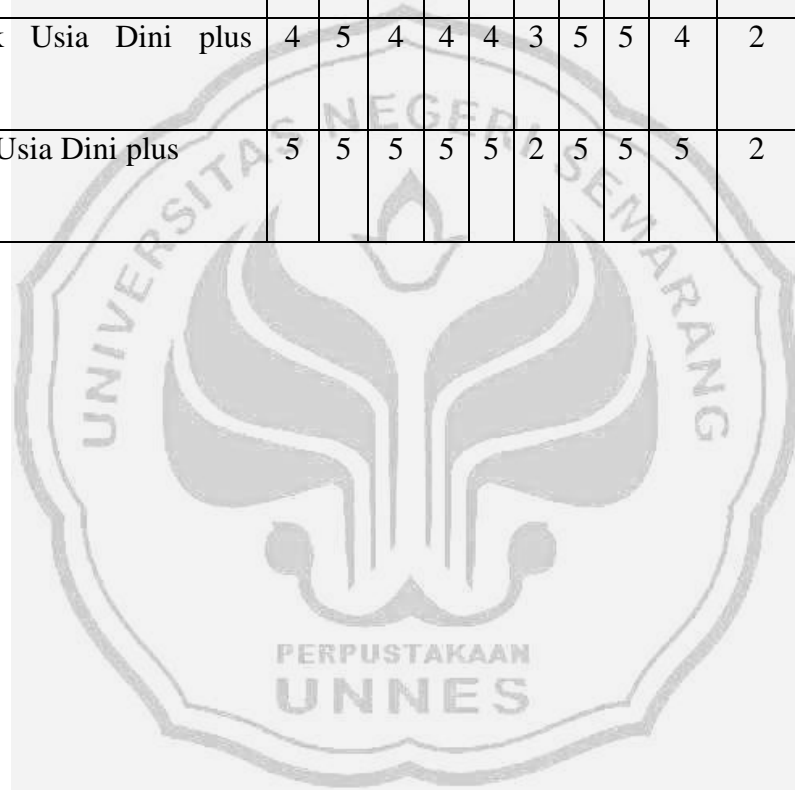 Usia Dini plus 4 5 4 4 4 3 5 5 4 2
Usia Dini plus 5 5 5 5 5 2 5 5 5 2
UNIVERSITAS NEGERI SEMARANG
PERPUSTAKAAN
UNNES